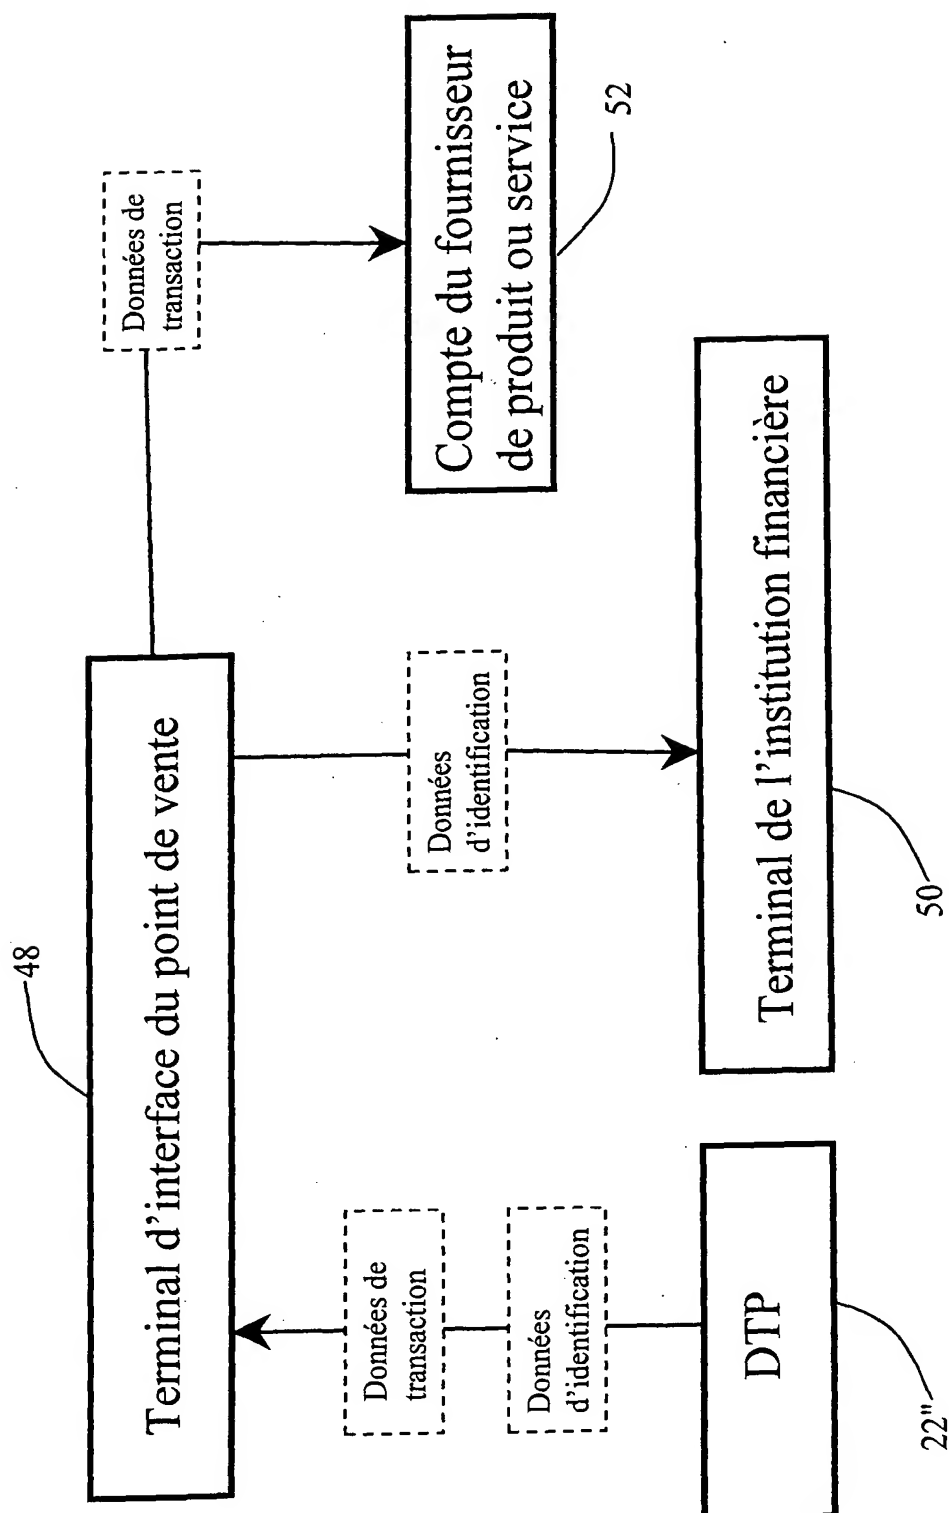 48
Terminal d'interface du point de vente
Données de
transaction
Données
d'identification
DTP
22"
Données
d'identification
Terminal de l'institution financière
50
Données de
transaction
Compte du fournisseur
de produit ou service
52